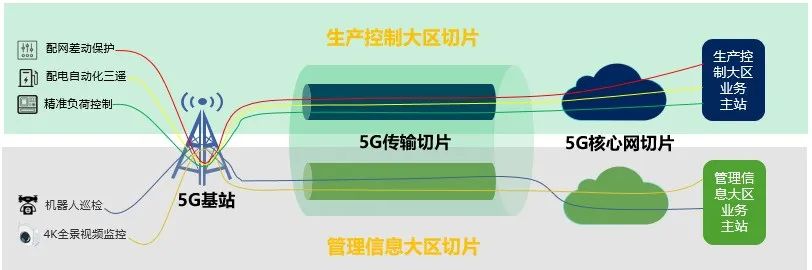 生产控制大区切片
配网差动保护
配电自动化三遥
精准负荷控制
5G基站
5G传输切片
5G核心网切片
生产控
制大区
业务
主站
机器人巡检
4K全景视频监控
管理信息大区切片
管理信
息大区
业务
主站